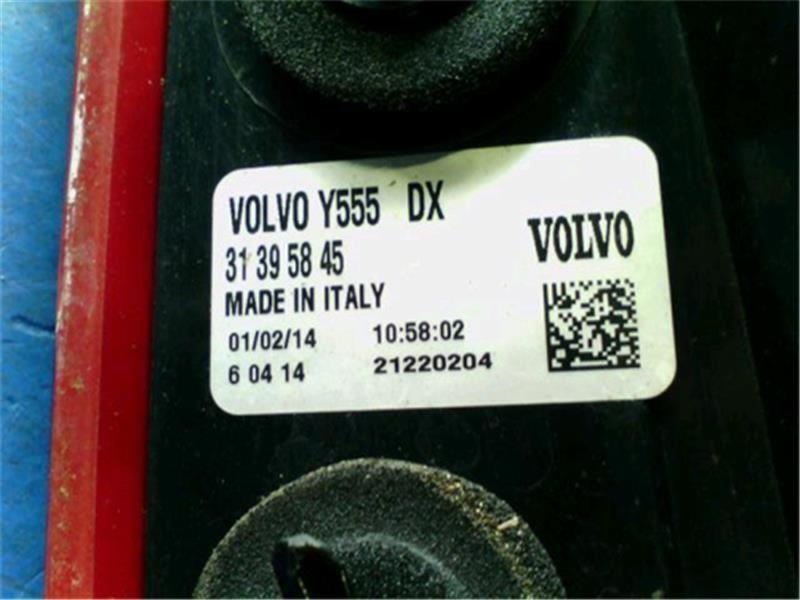 VOLVO Y555 DX
31 39 58 45
VOLVO
MADE IN ITALY
01/02/14 10:58:02
6 04 14 21220204